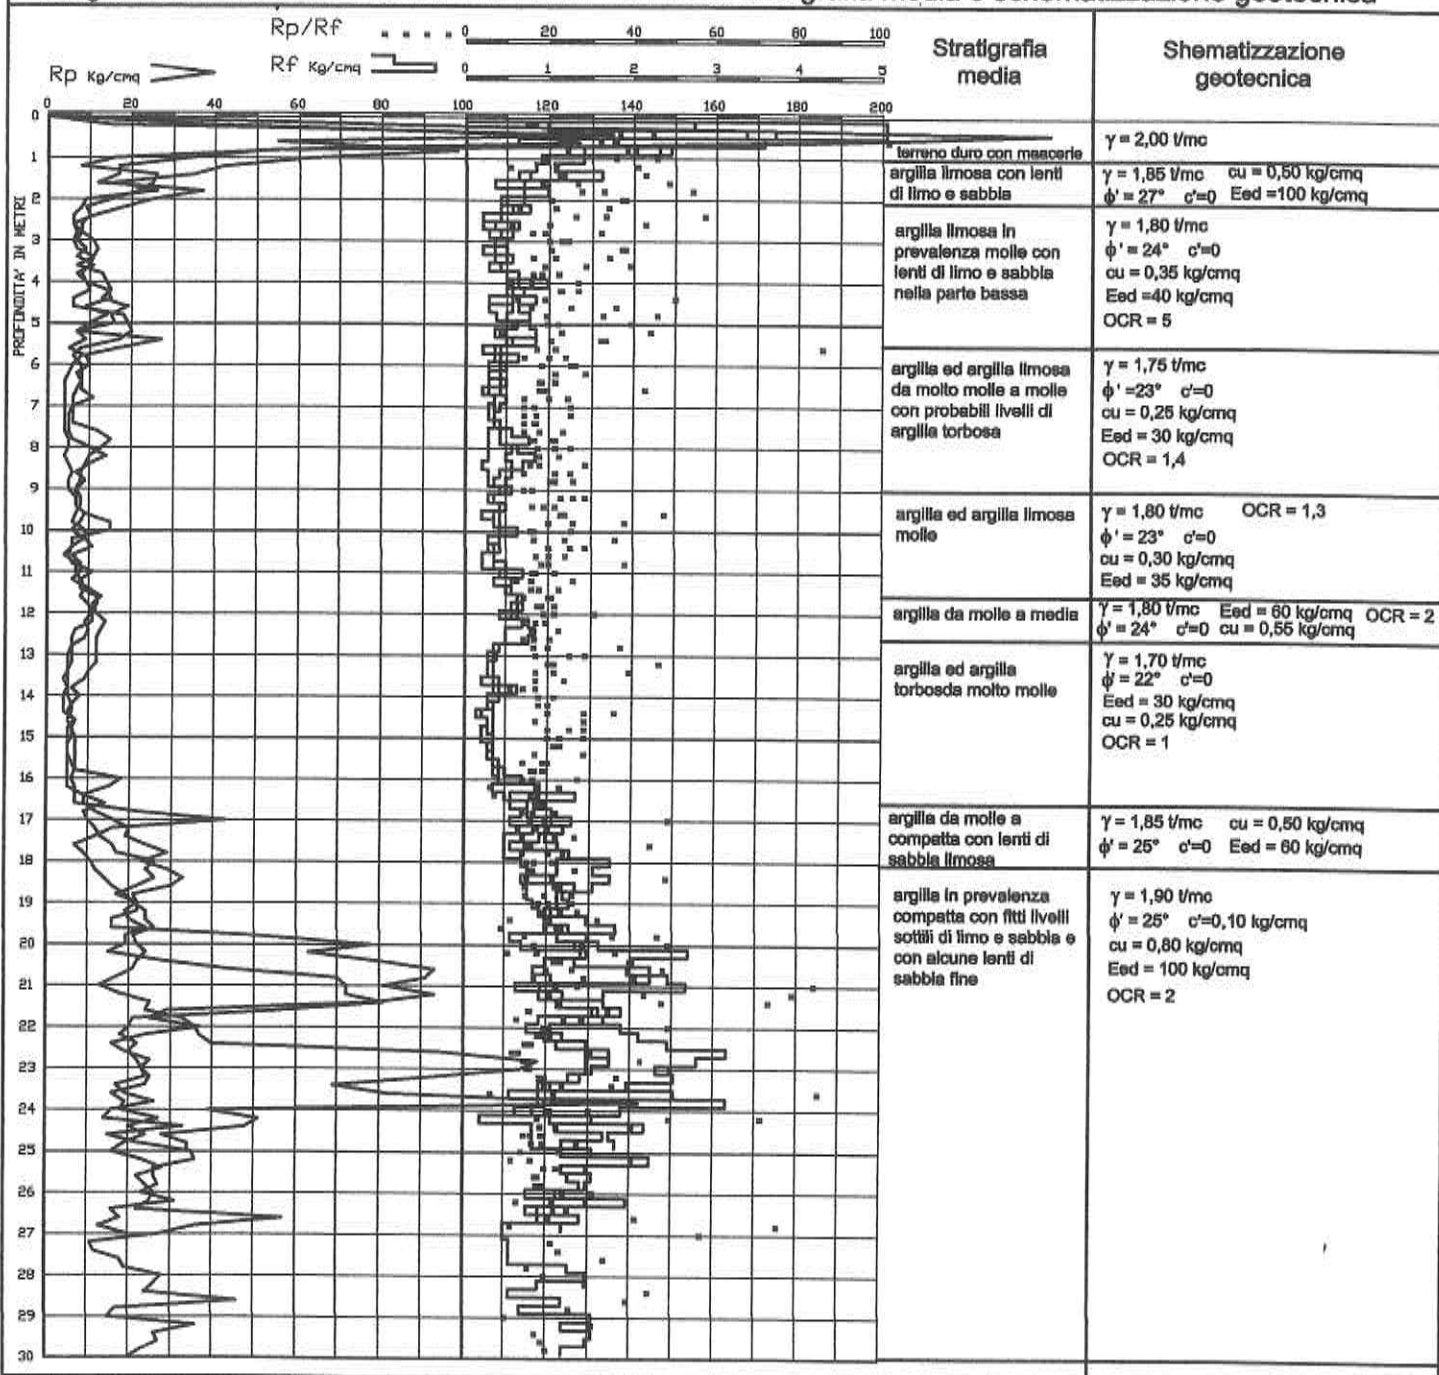 Rp/Rf
Rf Kg/cmq
Rp Kg/cmq
0 20 40 60 80 100
0 1 2 3 4 5
0 20 40 60 80 100 120 140 160 180 200
PROFONDITA' IN METRI
0
1
2
3
4
5
6
7
8
9
10
11
12
13
14
15
16
17
18
19
20
21
22
23
24
25
26
27
28
29
30
Stratigrafia
media
Shematizzazione
geotecnica
terreno duro con maacerie
γ = 2,00 t/mc
argilla limosa con lenti
di limo e sabbia
γ = 1,85 t/mc cu = 0,50 kg/cmq
ϕ' = 27° c'=0 Eed =100 kg/cmq
argilla limosa in
prevalenza molle con
lenti di limo e sabbia
nella parte bassa
γ = 1,80 t/mc
ϕ' = 24° c'=0
cu = 0,35 kg/cmq
Eed =40 kg/cmq
OCR = 5
argilla ed argilla limosa
da molto molle a molle
con probabili livelli di
argilla torbosa
γ = 1,75 t/mc
ϕ' =23° c'=0
cu = 0,25 kg/cmq
Eed = 30 kg/cmq
OCR = 1,4
argilla ed argilla limosa
molle
γ = 1,80 t/mc OCR = 1,3
ϕ' = 23° c'=0
cu = 0,30 kg/cmq
Eed = 35 kg/cmq
argilla da molle a media
γ = 1,80 t/mc Eed = 60 kg/cmq OCR = 2
ϕ' = 24° c'=0 cu = 0,55 kg/cmq
argilla ed argilla
torbosda molto molle
γ = 1,70 t/mc
ϕ' = 22° c'=0
Eed = 30 kg/cmq
cu = 0,25 kg/cmq
OCR = 1
argilla da molle a
compatta con lenti di
sabbia limosa
γ = 1,85 t/mc cu = 0,50 kg/cmq
ϕ' = 25° c'=0 Eed = 60 kg/cmq
argilla in prevalenza
compatta con fitti livelli
sottili di limo e sabbia e
con alcune lenti di
sabbia fine
γ = 1,90 t/mc
ϕ' = 25° c'=0,10 kg/cmq
cu = 0,80 kg/cmq
Eed = 100 kg/cmq
OCR = 2